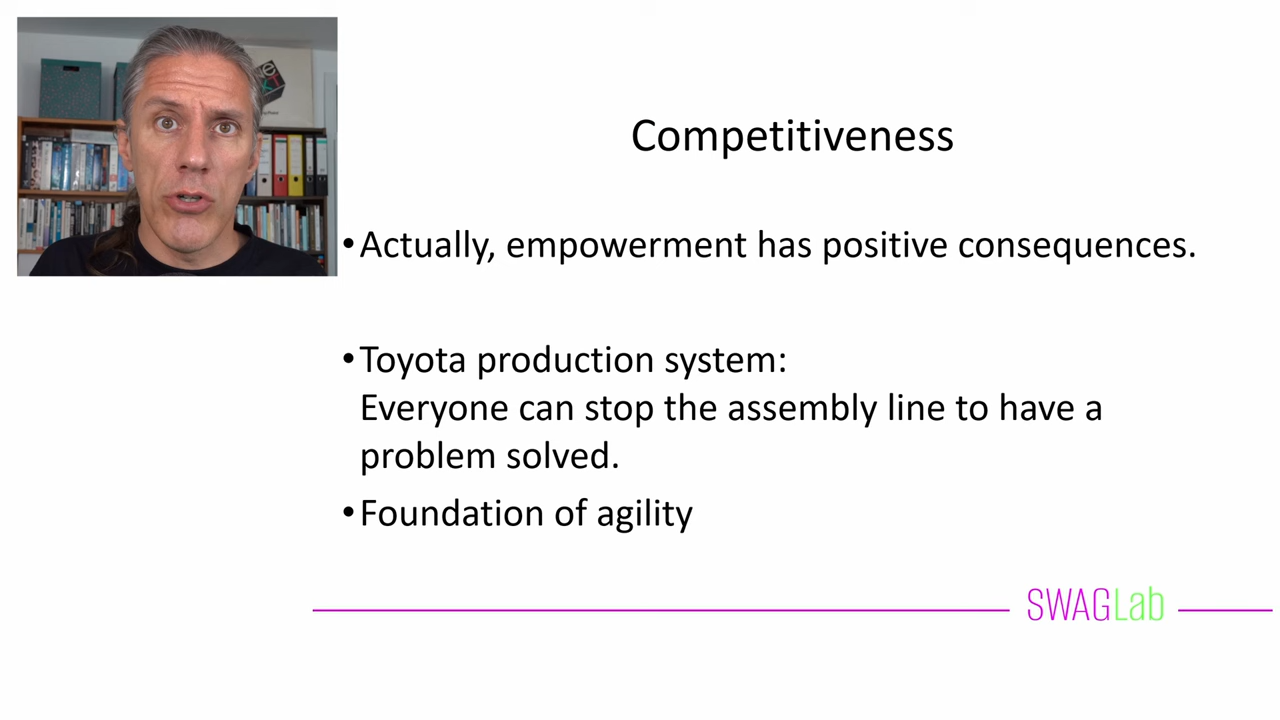 Competitiveness
•Actually, empowerment has positive consequences.
•Toyota production system:
Everyone can stop the assembly line to have a
problem solved.
•Foundation of agility
SWAGLab